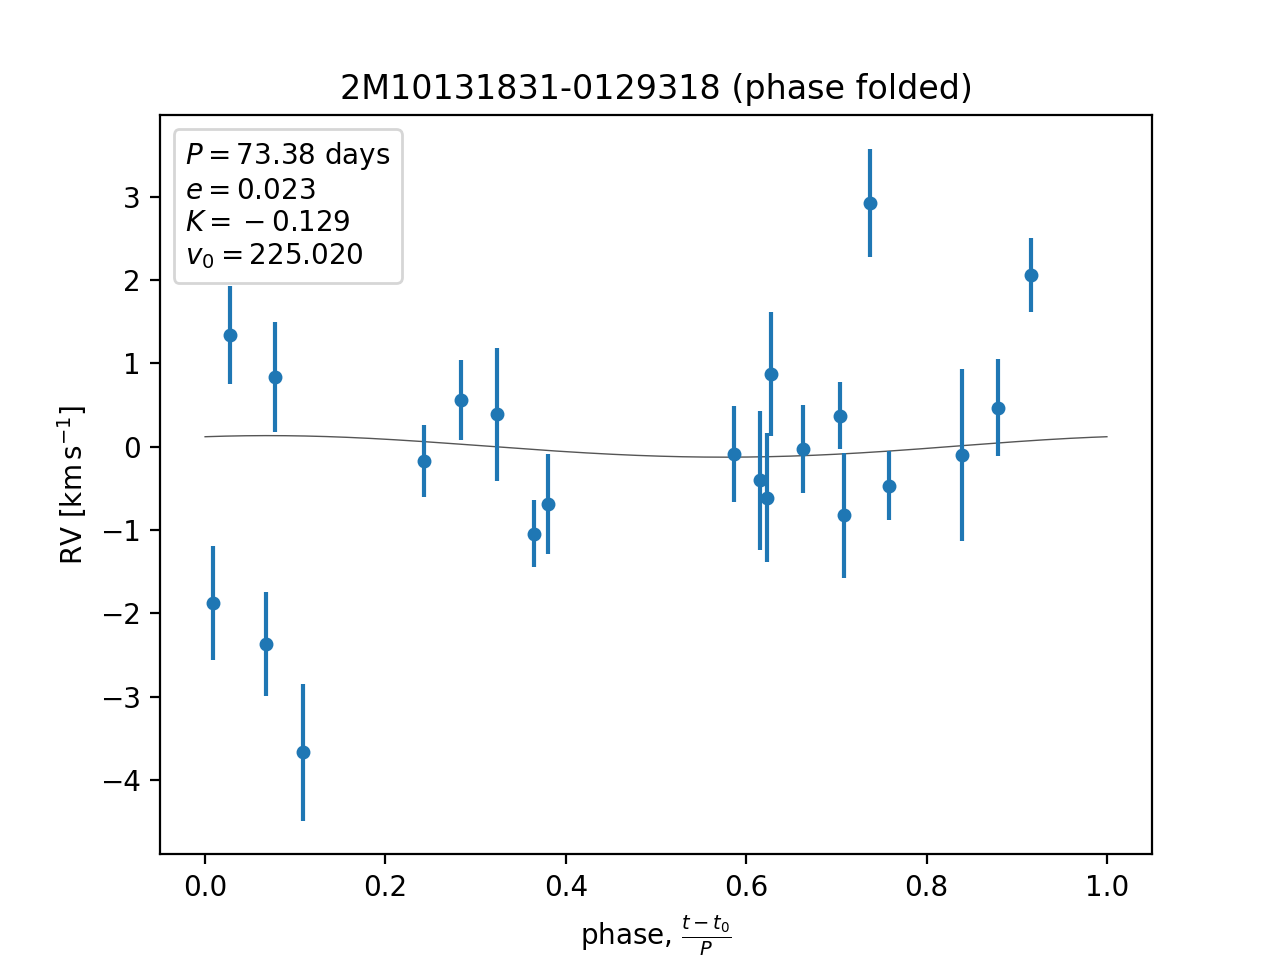 2M10131831-0129318 (phase folded)
P = 73.38 days
e = 0.023
K = −0.129
v₀ = 225.020
3
2
1
0
−1
−2
−3
−4
RV [km s⁻¹]
0.0 0.2 0.4 0.6 0.8 1.0
phase, (t − t₀)/P